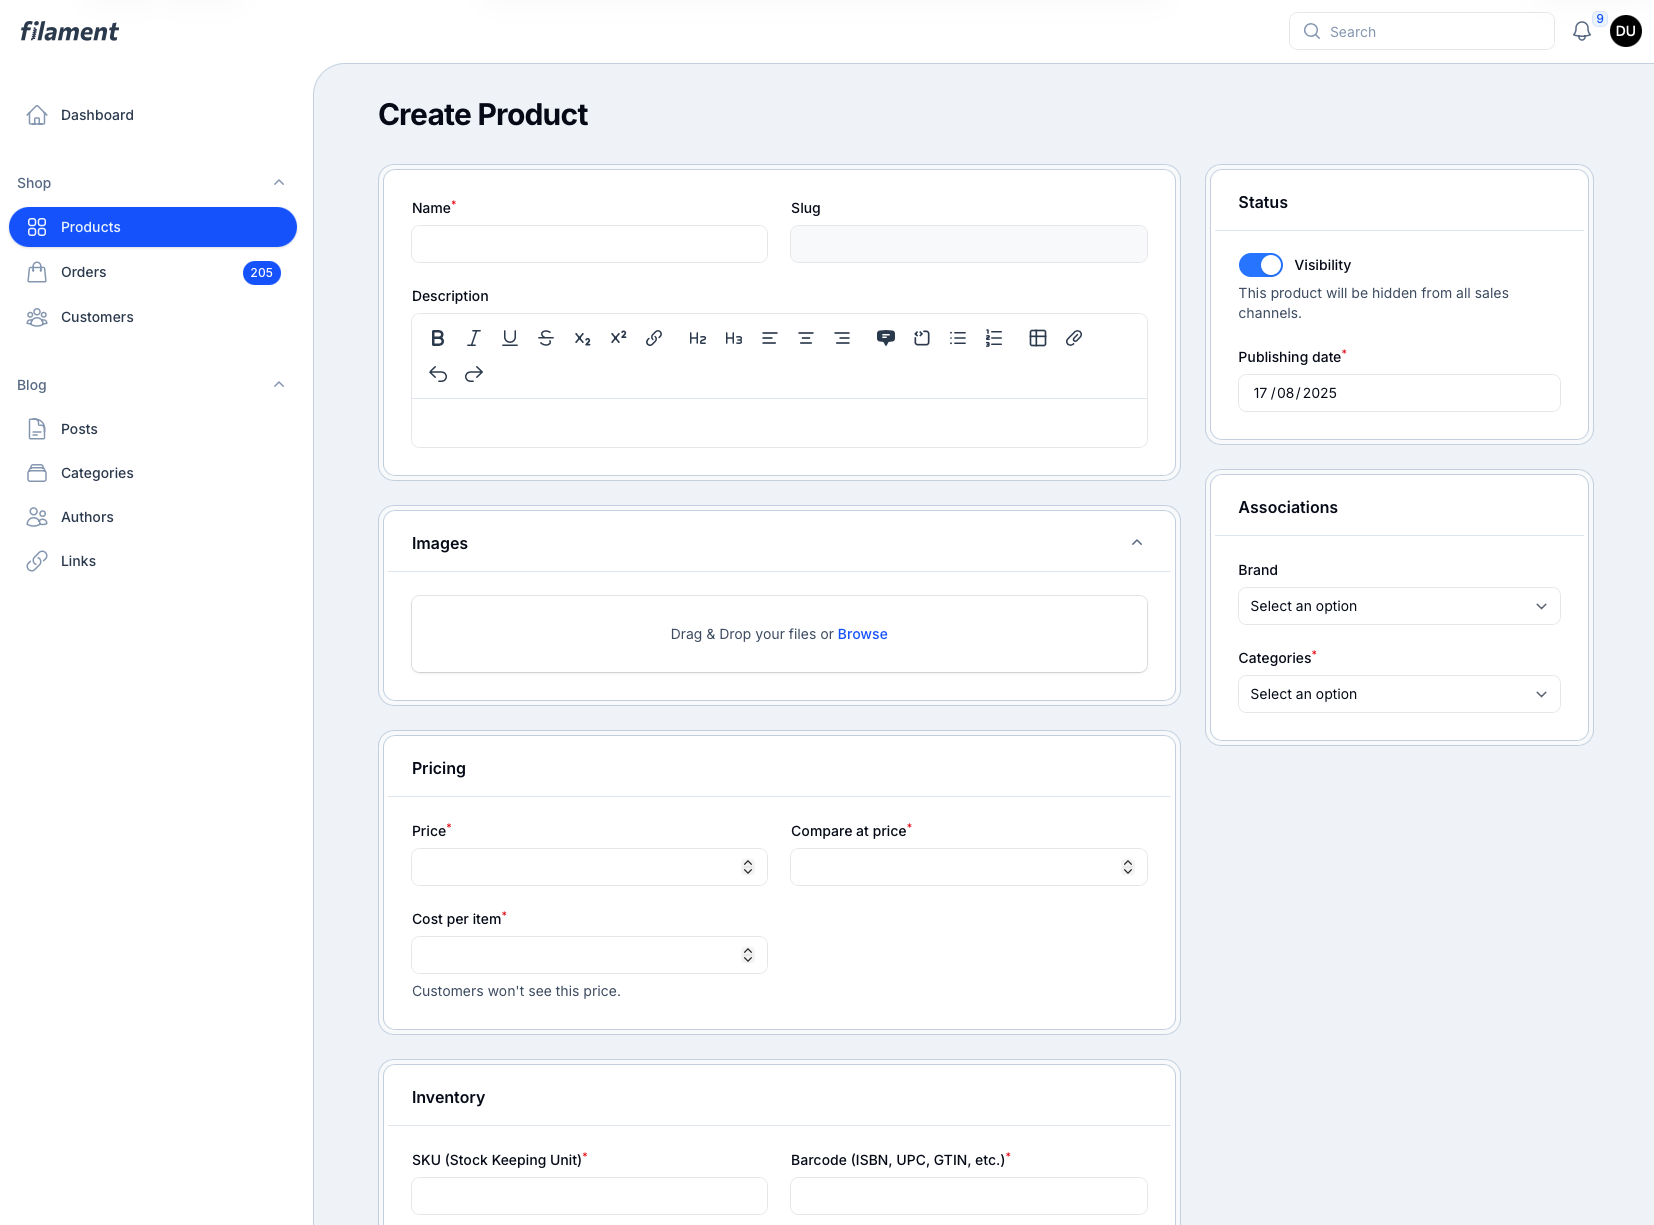 filament
Search
9
DU
Dashboard
Shop
Products
Orders
205
Customers
Blog
Posts
Categories
Authors
Links
Create Product
Name*
Slug
Description
B I U S x₂ x² H2 H3
Images
Drag & Drop your files or Browse
Pricing
Price*
Compare at price*
Cost per item*
Customers won't see this price.
Inventory
SKU (Stock Keeping Unit)*
Barcode (ISBN, UPC, GTIN, etc.)*
Status
Visibility
This product will be hidden from all sales
channels.
Publishing date*
17/08/2025
Associations
Brand
Select an option
Categories*
Select an option